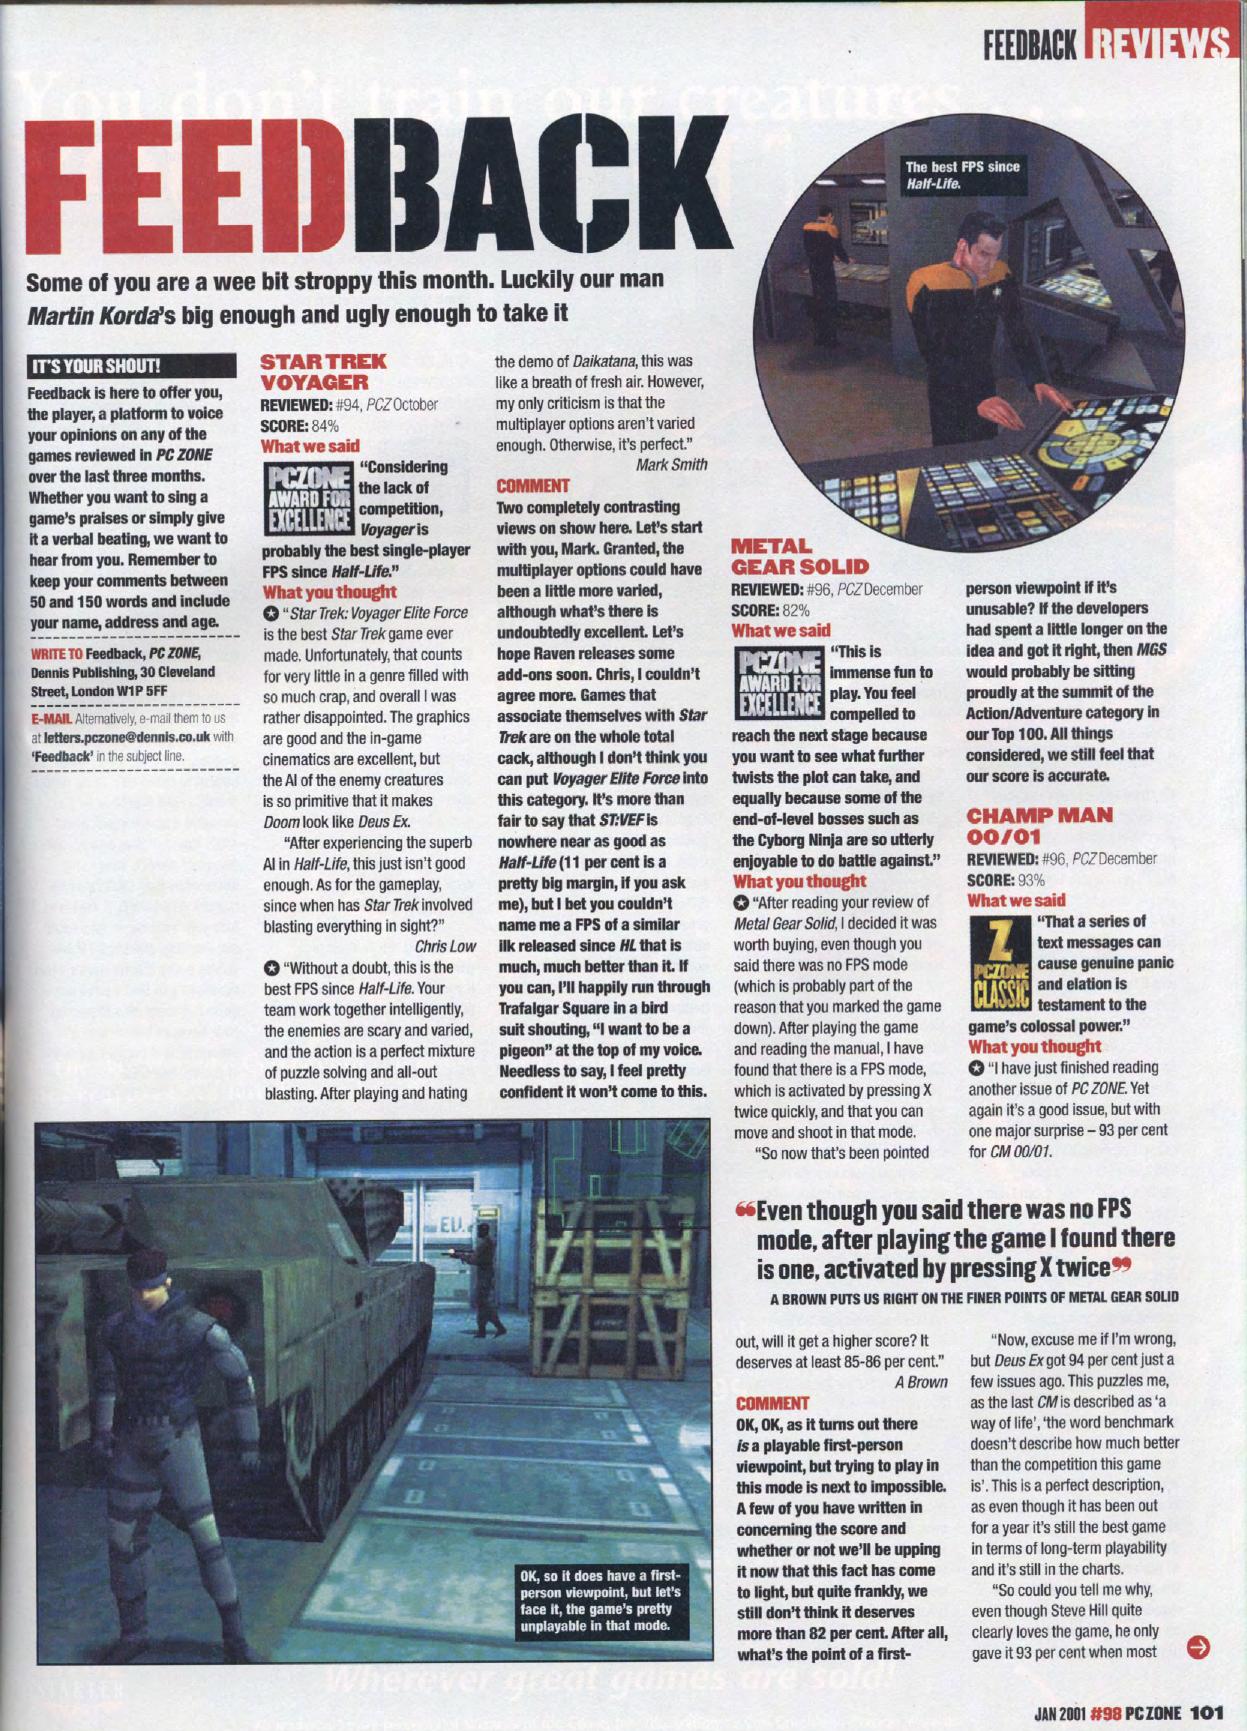 FEEDBACK REVIEWS
FEEDBACK
Some of you are a wee bit stroppy this month. Luckily our man
Martin Korda's big enough and ugly enough to take it
The best FPS since
Half-Life.
IT'S YOUR SHOUT!
Feedback is here to offer you,
the player, a platform to voice
your opinions on any of the
games reviewed in PC ZONE
over the last three months.
Whether you want to sing a
game's praises or simply give
it a verbal beating, we want to
hear from you. Remember to
keep your comments between
50 and 150 words and include
your name, address and age.
WRITE TO Feedback, PC ZONE,
Dennis Publishing, 30 Cleveland
Street, London W1P 5FF
E-MAIL Alternatively, e-mail them to us
at letters.pczone@dennis.co.uk with
'Feedback' in the subject line.
STAR TREK
VOYAGER
REVIEWED: #94, PCZ October
SCORE: 84%
What we said
PCZONE
AWARD FOR
EXCELLENCE
"Considering
the lack of
competition,
Voyager is
probably the best single-player
FPS since Half-Life."
What you thought
"Star Trek: Voyager Elite Force
is the best Star Trek game ever
made. Unfortunately, that counts
for very little in a genre filled with
so much crap, and overall I was
rather disappointed. The graphics
are good and the in-game
cinematics are excellent, but
the AI of the enemy creatures
is so primitive that it makes
Doom look like Deus Ex.
"After experiencing the superb
AI in Half-Life, this just isn't good
enough. As for the gameplay,
since when has Star Trek involved
blasting everything in sight?"
Chris Low
"Without a doubt, this is the
best FPS since Half-Life. Your
team work together intelligently,
the enemies are scary and varied,
and the action is a perfect mixture
of puzzle solving and all-out
blasting. After playing and hating
the demo of Daikatana, this was
like a breath of fresh air. However,
my only criticism is that the
multiplayer options aren't varied
enough. Otherwise, it's perfect."
Mark Smith
COMMENT
Two completely contrasting
views on show here. Let's start
with you, Mark. Granted, the
multiplayer options could have
been a little more varied,
although what's there is
undoubtedly excellent. Let's
hope Raven releases some
add-ons soon. Chris, I couldn't
agree more. Games that
associate themselves with Star
Trek are on the whole total
cack, although I don't think you
can put Voyager Elite Force into
this category. It's more than
fair to say that ST:VEF is
nowhere near as good as
Half-Life (11 per cent is a
pretty big margin, if you ask
me), but I bet you couldn't
name me a FPS of a similar
ilk released since HL that is
much, much better than it. If
you can, I'll happily run through
Trafalgar Square in a bird
suit shouting, "I want to be a
pigeon" at the top of my voice.
Needless to say, I feel pretty
confident it won't come to this.
METAL
GEAR SOLID
REVIEWED: #96, PCZ December
SCORE: 82%
What we said
PCZONE
AWARD FOR
EXCELLENCE
"This is
immense fun to
play. You feel
compelled to
reach the next stage because
you want to see what further
twists the plot can take, and
equally because some of the
end-of-level bosses such as
the Cyborg Ninja are so utterly
enjoyable to do battle against."
What you thought
"After reading your review of
Metal Gear Solid, I decided it was
worth buying, even though you
said there was no FPS mode
(which is probably part of the
reason that you marked the game
down). After playing the game
and reading the manual, I have
found that there is a FPS mode,
which is activated by pressing X
twice quickly, and that you can
move and shoot in that mode.
"So now that's been pointed
out, will it get a higher score? It
deserves at least 85-86 per cent."
A Brown
COMMENT
OK, OK, as it turns out there
is a playable first-person
viewpoint, but trying to play in
this mode is next to impossible.
A few of you have written in
concerning the score and
whether or not we'll be upping
it now that this fact has come
to light, but quite frankly, we
still don't think it deserves
more than 82 per cent. After all,
what's the point of a first-
person viewpoint if it's
unusable? If the developers
had spent a little longer on the
idea and got it right, then MGS
would probably be sitting
proudly at the summit of the
Action/Adventure category in
our Top 100. All things
considered, we still feel that
our score is accurate.
CHAMP MAN
00/01
REVIEWED: #96, PCZ December
SCORE: 93%
What we said
Z
PCZONE
CLASSIC
"That a series of
text messages can
cause genuine panic
and elation is
testament to the
game's colossal power."
What you thought
"I have just finished reading
another issue of PC ZONE. Yet
again it's a good issue, but with
one major surprise – 93 per cent
for CM 00/01.
"Now, excuse me if I'm wrong,
but Deus Ex got 94 per cent just a
few issues ago. This puzzles me,
as the last CM is described as 'a
way of life', 'the word benchmark
doesn't describe how much better
than the competition this game
is'. This is a perfect description,
as even though it has been out
for a year it's still the best game
in terms of long-term playability
and it's still in the charts.
"So could you tell me why,
even though Steve Hill quite
clearly loves the game, he only
gave it 93 per cent when most
"Even though you said there was no FPS
mode, after playing the game I found there
is one, activated by pressing X twice"
A BROWN PUTS US RIGHT ON THE FINER POINTS OF METAL GEAR SOLID
OK, so it does have a first-
person viewpoint, but let's
face it, the game's pretty
unplayable in that mode.
Wherever great games are sold!
You don't train our creatures...
JAN 2001 #98 PC ZONE 101